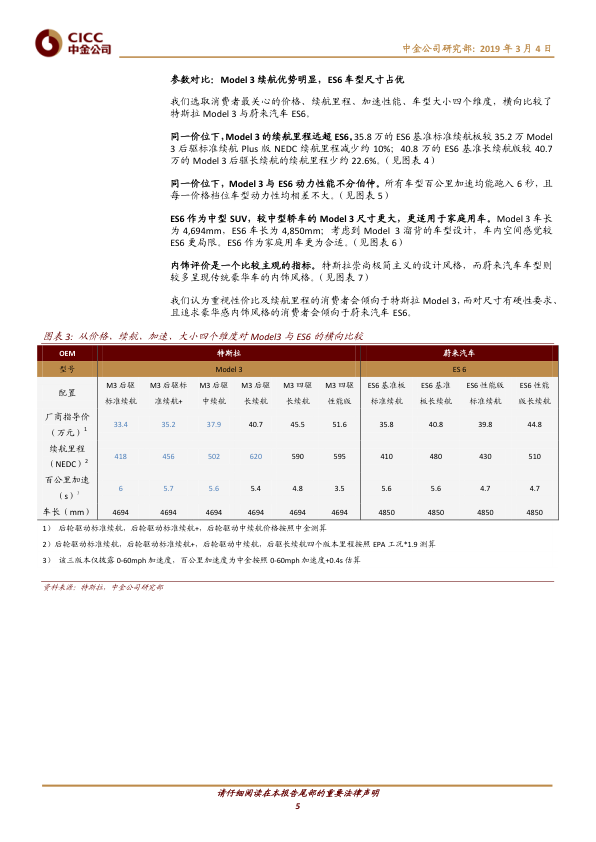 CICC
中金公司
中金公司研究部: 2019 年 3 月 4 日
参数对比：Model 3 续航优势明显，ES6 车型尺寸占优
我们选取消费者最关心的价格、续航里程、加速性能、车型大小四个维度，横向比较了
特斯拉 Model 3 与蔚来汽车 ES6。
同一价位下，Model 3 的续航里程远超 ES6。35.8 万的 ES6 基准标准续航板较 35.2 万 Model
3 后驱标准续航 Plus 版 NEDC 续航里程减少约 10%；40.8 万的 ES6 基准长续航版较 40.7
万的 Model 3 后驱长续航的续航里程少约 22.6%。（见图表 4）
同一价位下，Model 3 与 ES6 动力性能不分伯仲。所有车型百公里加速均能跑入 6 秒，且
每一价格档位车型动力性均相差不大。（见图表 5）
ES6 作为中型 SUV，较中型轿车的 Model 3 尺寸更大，更适用于家庭用车。Model 3 车长
为 4,694mm，ES6 车长为 4,850mm；考虑到 Model 3 溜背的车型设计，车内空间感觉较
ES6 更局限。ES6 作为家庭用车更为合适。（见图表 6）
内饰评价是一个比较主观的指标。特斯拉崇尚极简主义的设计风格，而蔚来汽车车型则
较多呈现传统豪华车的内饰风格。（见图表 7）
我们认为重视性价比及续航里程的消费者会倾向于特斯拉 Model 3，而对尺寸有硬性要求、
且追求豪华感内饰风格的消费者会倾向于蔚来汽车 ES6。
图表 3: 从价格、续航、加速、大小四个维度对 Model3 与 ES6 的横向比较
OEM 特斯拉 蔚来汽车
型号 Model 3 ES 6
配置 M3 后驱标准续航 M3 后驱标准续航+ M3 后驱中续航 M3 后驱长续航 M3 四驱长续航 M3 四驱性能版 ES6 基准板标准续航 ES6 基准板长续航 ES6 性能版标准续航 ES6 性能版长续航
厂商指导价（万元）1 33.4 35.2 37.9 40.7 45.5 51.6 35.8 40.8 39.8 44.8
续航里程（NEDC）2 418 456 502 620 590 595 410 480 430 510
百公里加速（s）3 6 5.7 5.6 5.4 4.8 3.5 5.6 5.6 4.7 4.7
车长（mm） 4694 4694 4694 4694 4694 4694 4850 4850 4850 4850
1） 后轮驱动标准续航，后轮驱动标准续航+，后轮驱动中续航价格按照中金测算
2）后轮驱动标准续航，后轮驱动标准续航+，后轮驱动中续航，后驱长续航四个版本里程按照 EPA 工况*1.9 测算
3） 该三版本仅披露 0-60mph 加速度，百公里加速度为中金按照 0-60mph 加速度+0.4s 估算
资料来源：特斯拉，中金公司研究部
请仔细阅读在本报告尾部的重要法律声明
5